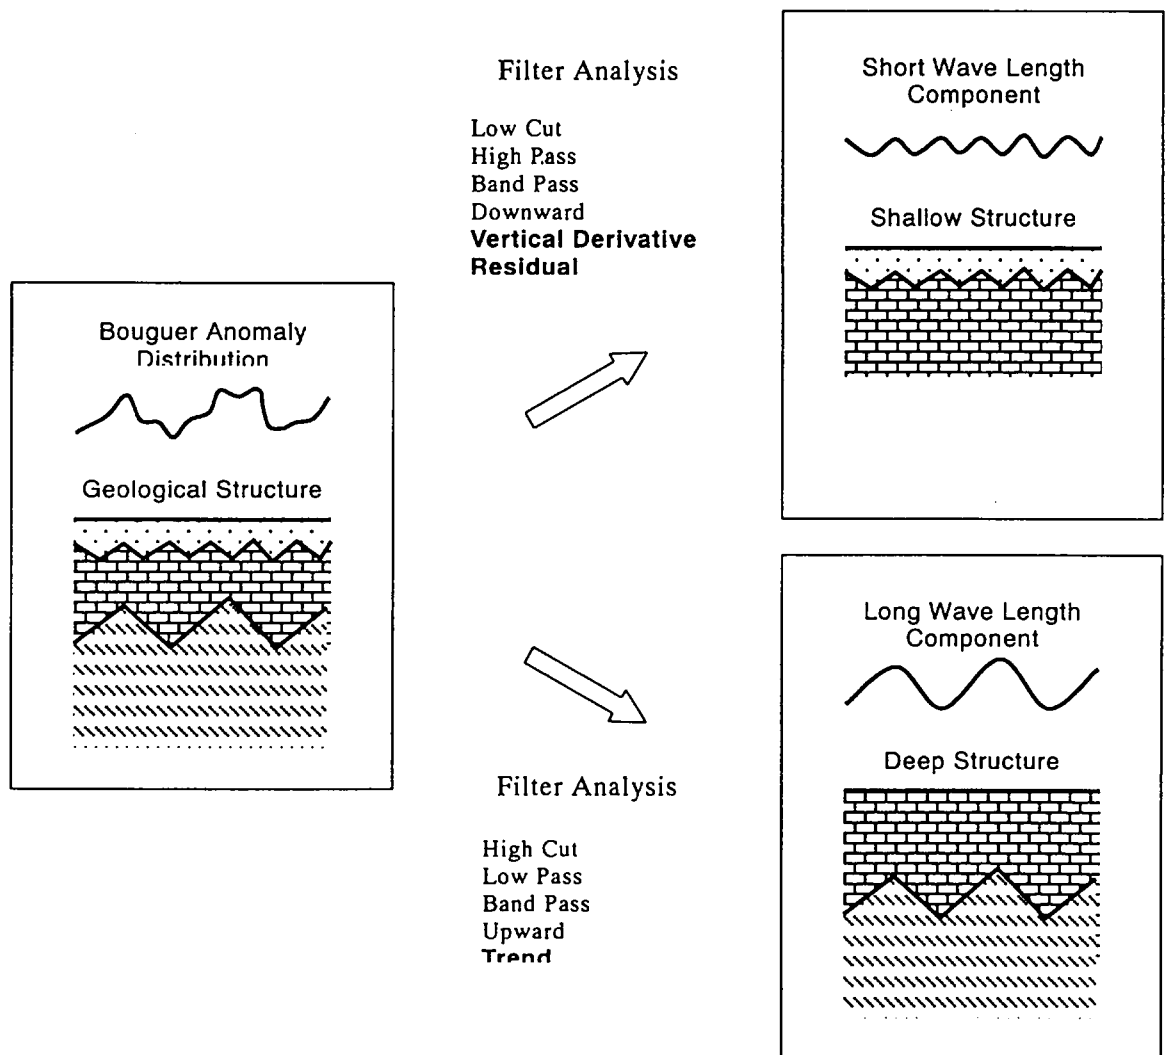 Filter Analysis
Low Cut
High Pass
Band Pass
Downward
Vertical Derivative
Residual
Short Wave Length
Component
Shallow Structure
Bouguer Anomaly
Distribution
Geological Structure
Long Wave Length
Component
Deep Structure
Filter Analysis
High Cut
Low Pass
Band Pass
Upward
Trend